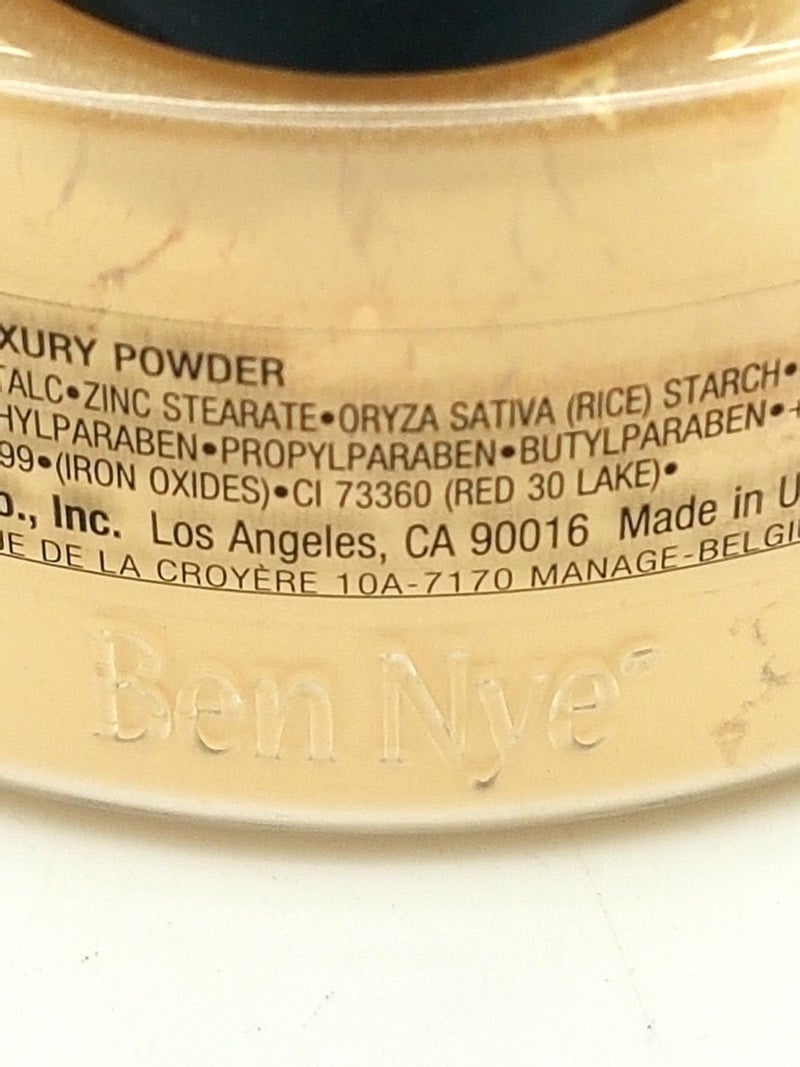 XURY POWDER
TALC•ZINC STEARATE•ORYZA SATIVA (RICE) STARCH•
HYLPARABEN•PROPYLPARABEN•BUTYLPARABEN•+
99•(IRON OXIDES)•CI 73360 (RED 30 LAKE)•
o., Inc. Los Angeles, CA 90016 Made in U
UE DE LA CROYÈRE 10A-7170 MANAGE-BELGI
Ben Nye